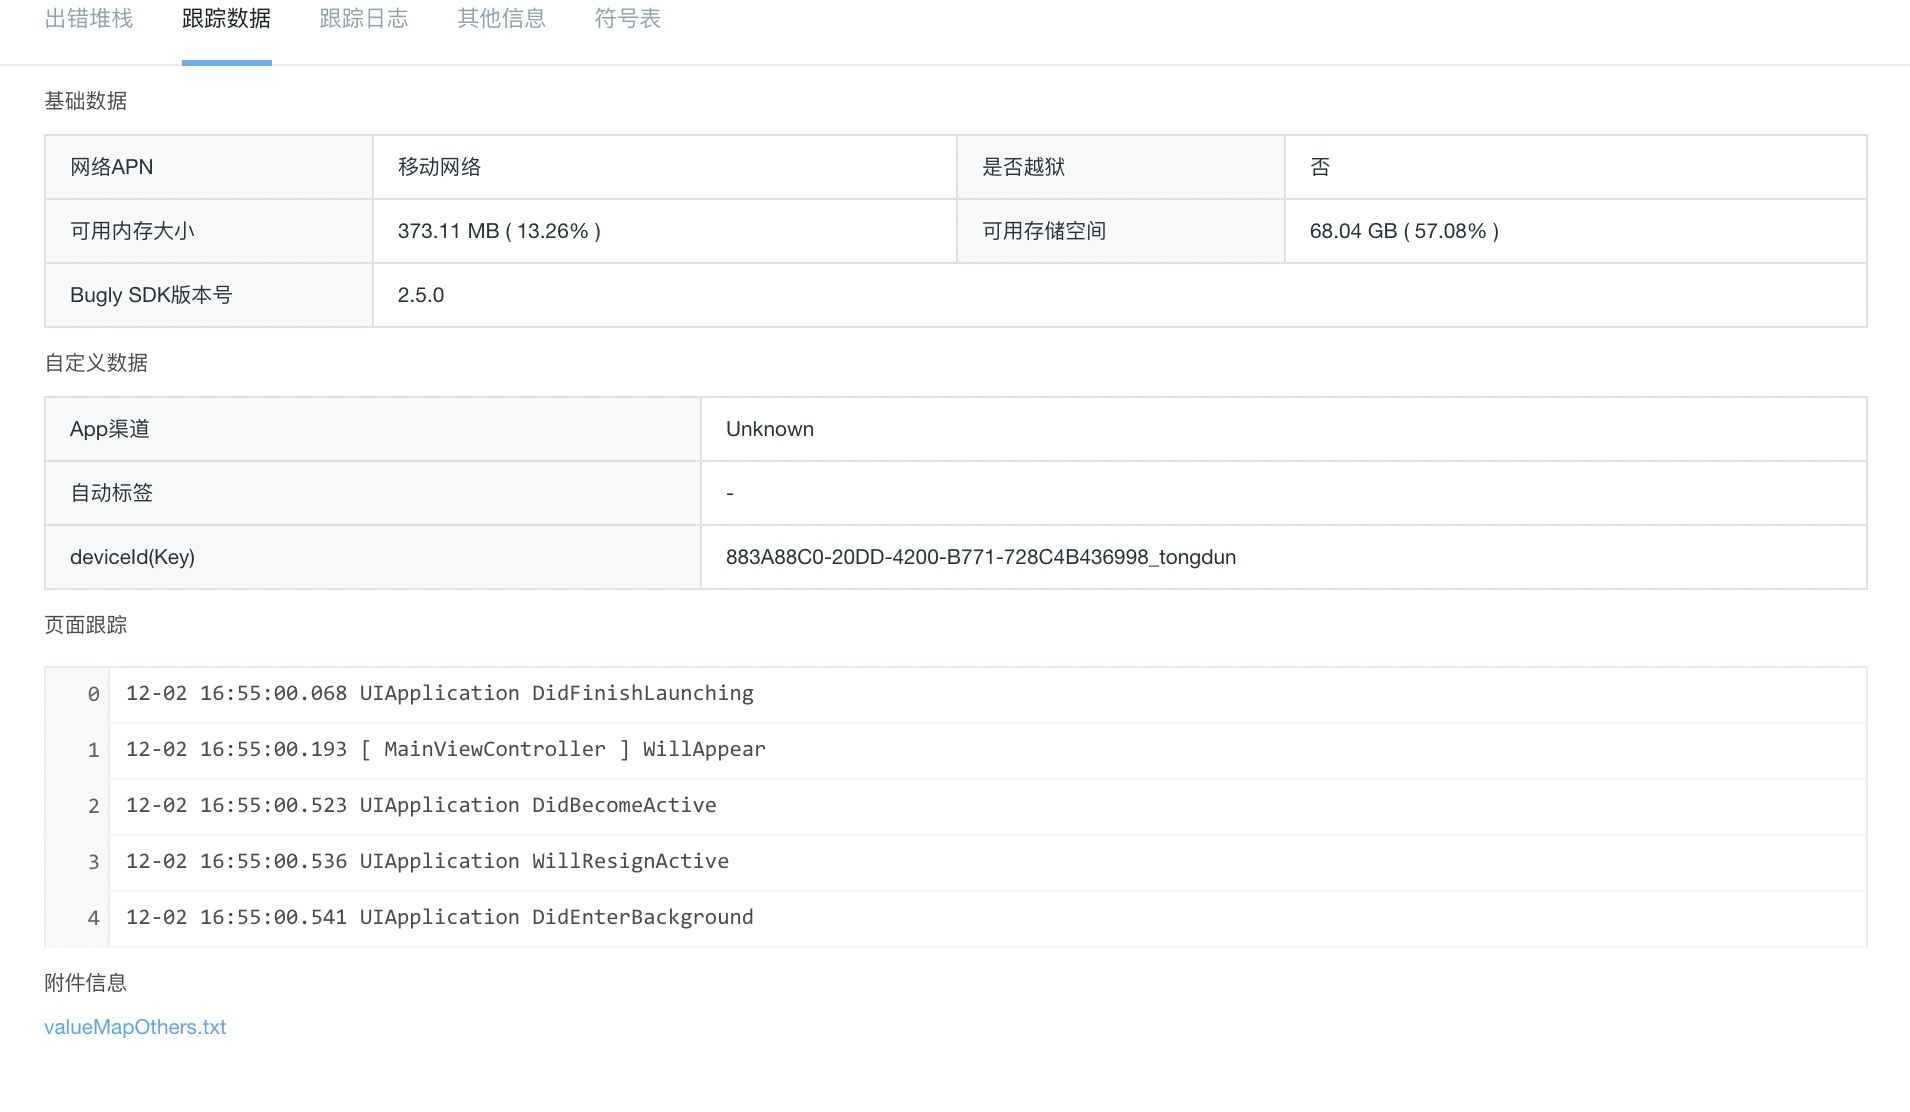 出错堆栈 跟踪数据 跟踪日志 其他信息 符号表
基础数据
网络APN 移动网络 是否越狱 否
可用内存大小 373.11 MB ( 13.26% ) 可用存储空间 68.04 GB ( 57.08% )
Bugly SDK版本号 2.5.0
自定义数据
App渠道 Unknown
自动标签 -
deviceId(Key) 883A88C0-20DD-4200-B771-728C4B436998_tongdun
页面跟踪
0 12-02 16:55:00.068 UIApplication DidFinishLaunching
1 12-02 16:55:00.193 [ MainViewController ] WillAppear
2 12-02 16:55:00.523 UIApplication DidBecomeActive
3 12-02 16:55:00.536 UIApplication WillResignActive
4 12-02 16:55:00.541 UIApplication DidEnterBackground
附件信息
valueMapOthers.txt